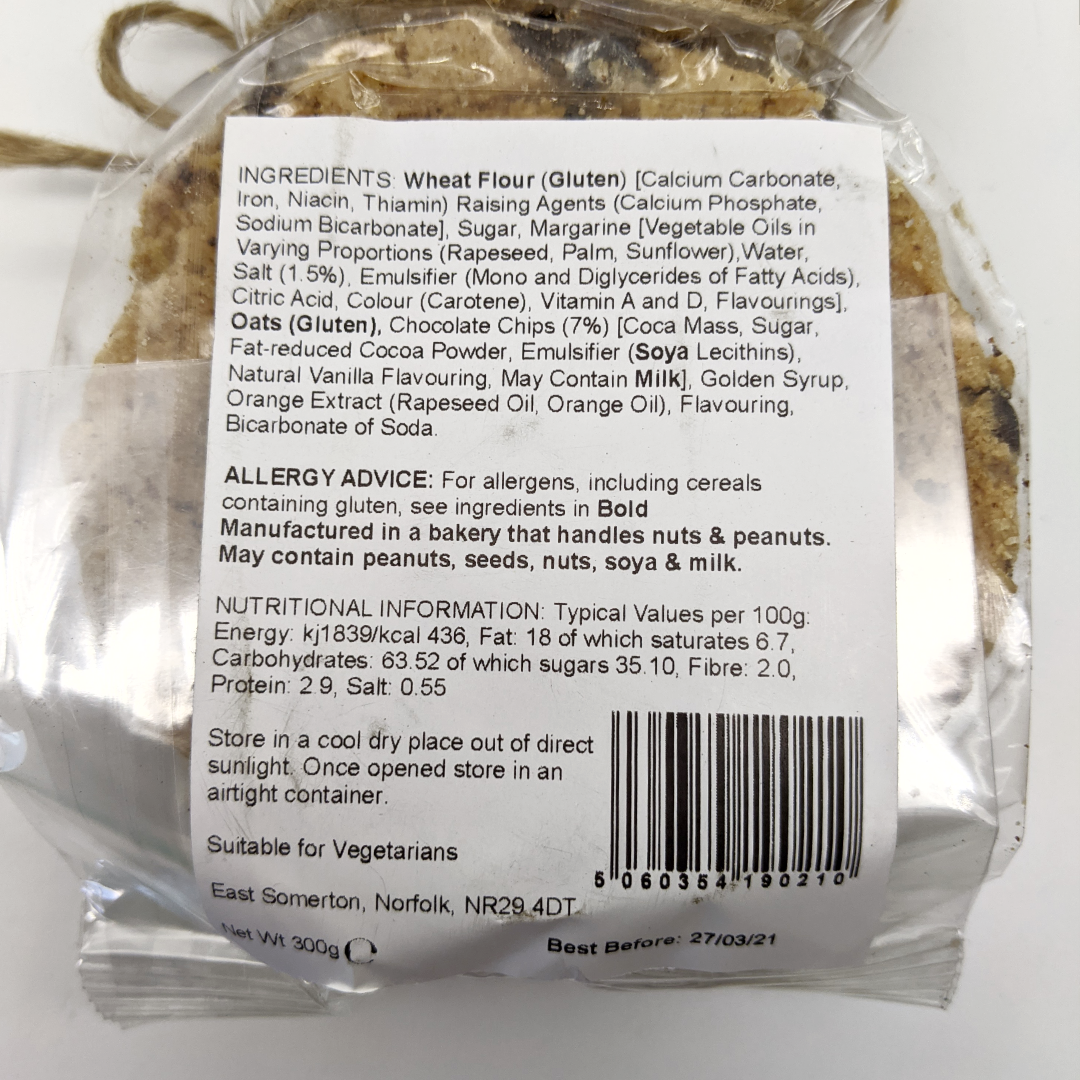 INGREDIENTS: Wheat Flour (Gluten) [Calcium Carbonate,
Iron, Niacin, Thiamin) Raising Agents (Calcium Phosphate,
Sodium Bicarbonate], Sugar, Margarine [Vegetable Oils in
Varying Proportions (Rapeseed, Palm, Sunflower),Water,
Salt (1.5%), Emulsifier (Mono and Diglycerides of Fatty Acids),
Citric Acid, Colour (Carotene), Vitamin A and D, Flavourings],
Oats (Gluten), Chocolate Chips (7%) [Coca Mass, Sugar,
Fat-reduced Cocoa Powder, Emulsifier (Soya Lecithins),
Natural Vanilla Flavouring, May Contain Milk], Golden Syrup,
Orange Extract (Rapeseed Oil, Orange Oil), Flavouring,
Bicarbonate of Soda.
ALLERGY ADVICE: For allergens, including cereals
containing gluten, see ingredients in Bold
Manufactured in a bakery that handles nuts & peanuts.
May contain peanuts, seeds, nuts, soya & milk.
NUTRITIONAL INFORMATION: Typical Values per 100g:
Energy: kj1839/kcal 436, Fat: 18 of which saturates 6.7,
Carbohydrates: 63.52 of which sugars 35.10, Fibre: 2.0,
Protein: 2.9, Salt: 0.55
Store in a cool dry place out of direct
sunlight. Once opened store in an
airtight container.
Suitable for Vegetarians
5 060354 190210
East Somerton, Norfolk, NR29 4DT
Net Wt 300g e
Best Before: 27/03/21